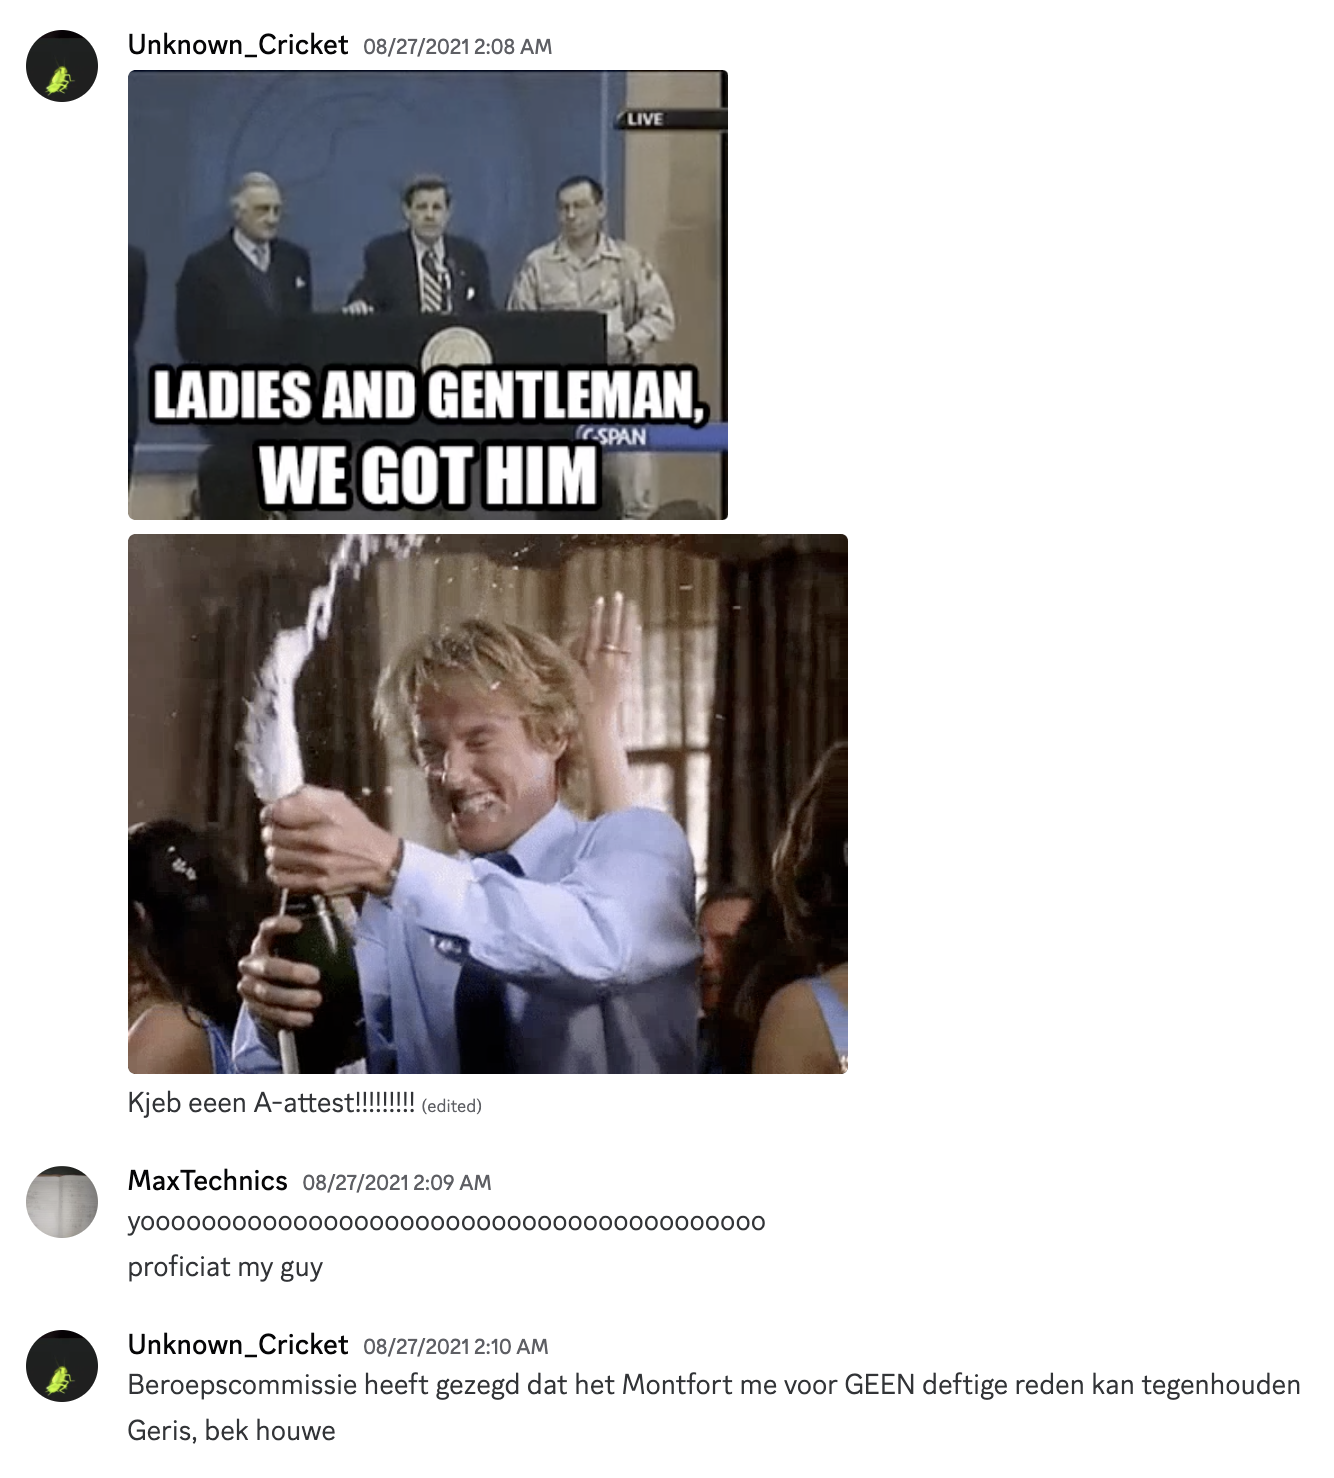 Unknown_Cricket 08/27/2021 2:08 AM
LIVE
LADIES AND GENTLEMAN,
C-SPAN
WE GOT HIM
Kjeb eeen A-attest!!!!!!!!! (edited)
MaxTechnics 08/27/2021 2:09 AM
yooooooooooooooooooooooooooooooooooooooooo
proficiat my guy
Unknown_Cricket 08/27/2021 2:10 AM
Beroepscommissie heeft gezegd dat het Montfort me voor GEEN deftige reden kan tegenhouden
Geris, bek houwe